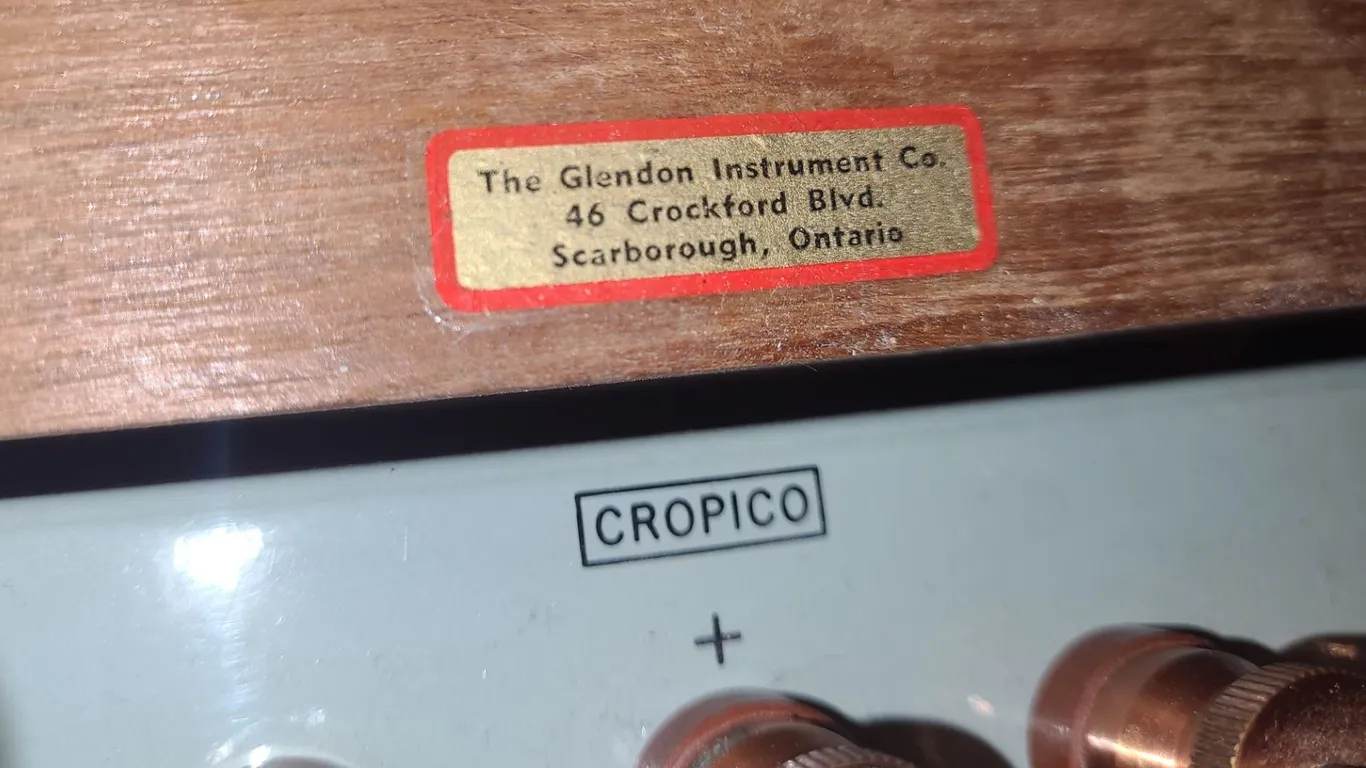 The Glendon Instrument Co.
46 Crockford Blvd.
Scarborough, Ontario
CROPICO
+